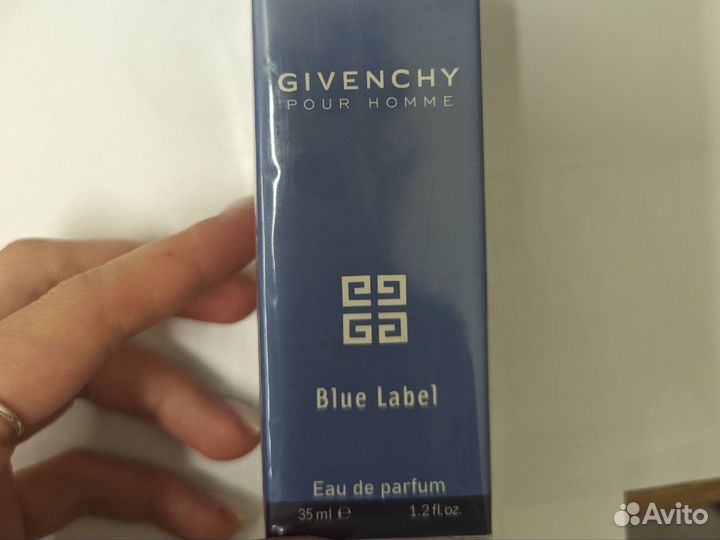 GIVENCHY
POUR HOMME
Blue Label
Eau de parfum
35 ml e 1.2 fl.oz.
Avito